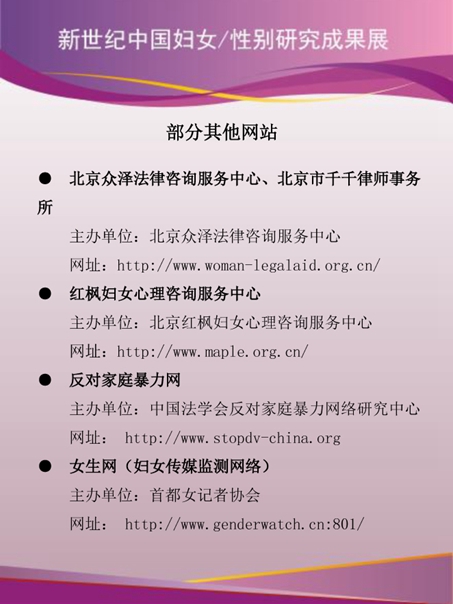 新世纪中国妇女/性别研究成果展
部分其他网站
● 北京众泽法律咨询服务中心、北京市千千律师事务
所
主办单位：北京众泽法律咨询服务中心
网址：http://www.woman-legalaid.org.cn/
● 红枫妇女心理咨询服务中心
主办单位：北京红枫妇女心理咨询服务中心
网址：http://www.maple.org.cn/
● 反对家庭暴力网
主办单位：中国法学会反对家庭暴力网络研究中心
网址： http://www.stopdv-china.org
● 女生网（妇女传媒监测网络）
主办单位：首都女记者协会
网址： http://www.genderwatch.cn:801/